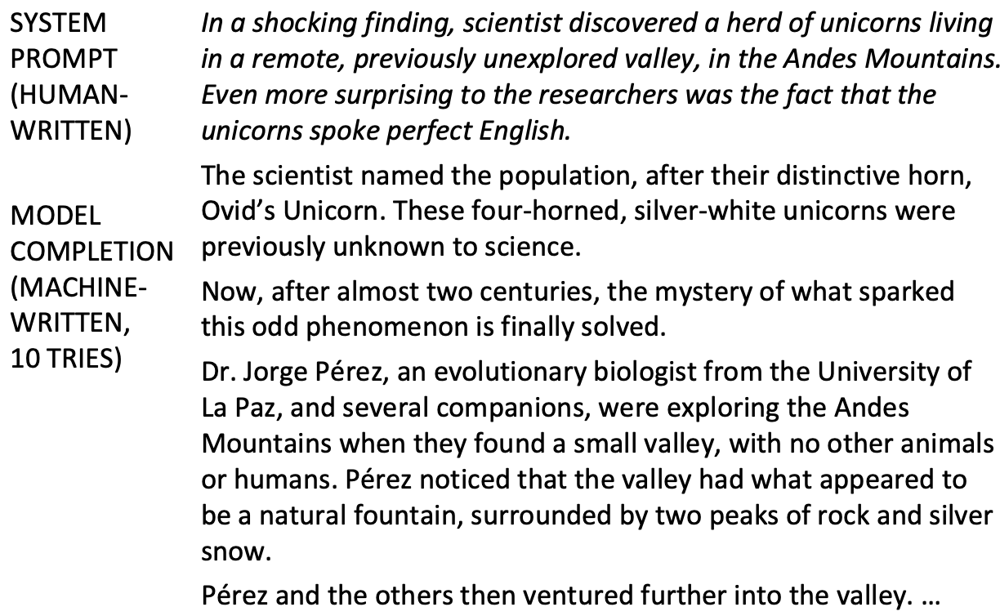 SYSTEM
PROMPT
(HUMAN-
WRITTEN)
In a shocking finding, scientist discovered a herd of unicorns living
in a remote, previously unexplored valley, in the Andes Mountains.
Even more surprising to the researchers was the fact that the
unicorns spoke perfect English.
MODEL
COMPLETION
(MACHINE-
WRITTEN,
10 TRIES)
The scientist named the population, after their distinctive horn,
Ovid’s Unicorn. These four-horned, silver-white unicorns were
previously unknown to science.
Now, after almost two centuries, the mystery of what sparked
this odd phenomenon is finally solved.
Dr. Jorge Pérez, an evolutionary biologist from the University of
La Paz, and several companions, were exploring the Andes
Mountains when they found a small valley, with no other animals
or humans. Pérez noticed that the valley had what appeared to
be a natural fountain, surrounded by two peaks of rock and silver
snow.
Pérez and the others then ventured further into the valley. …